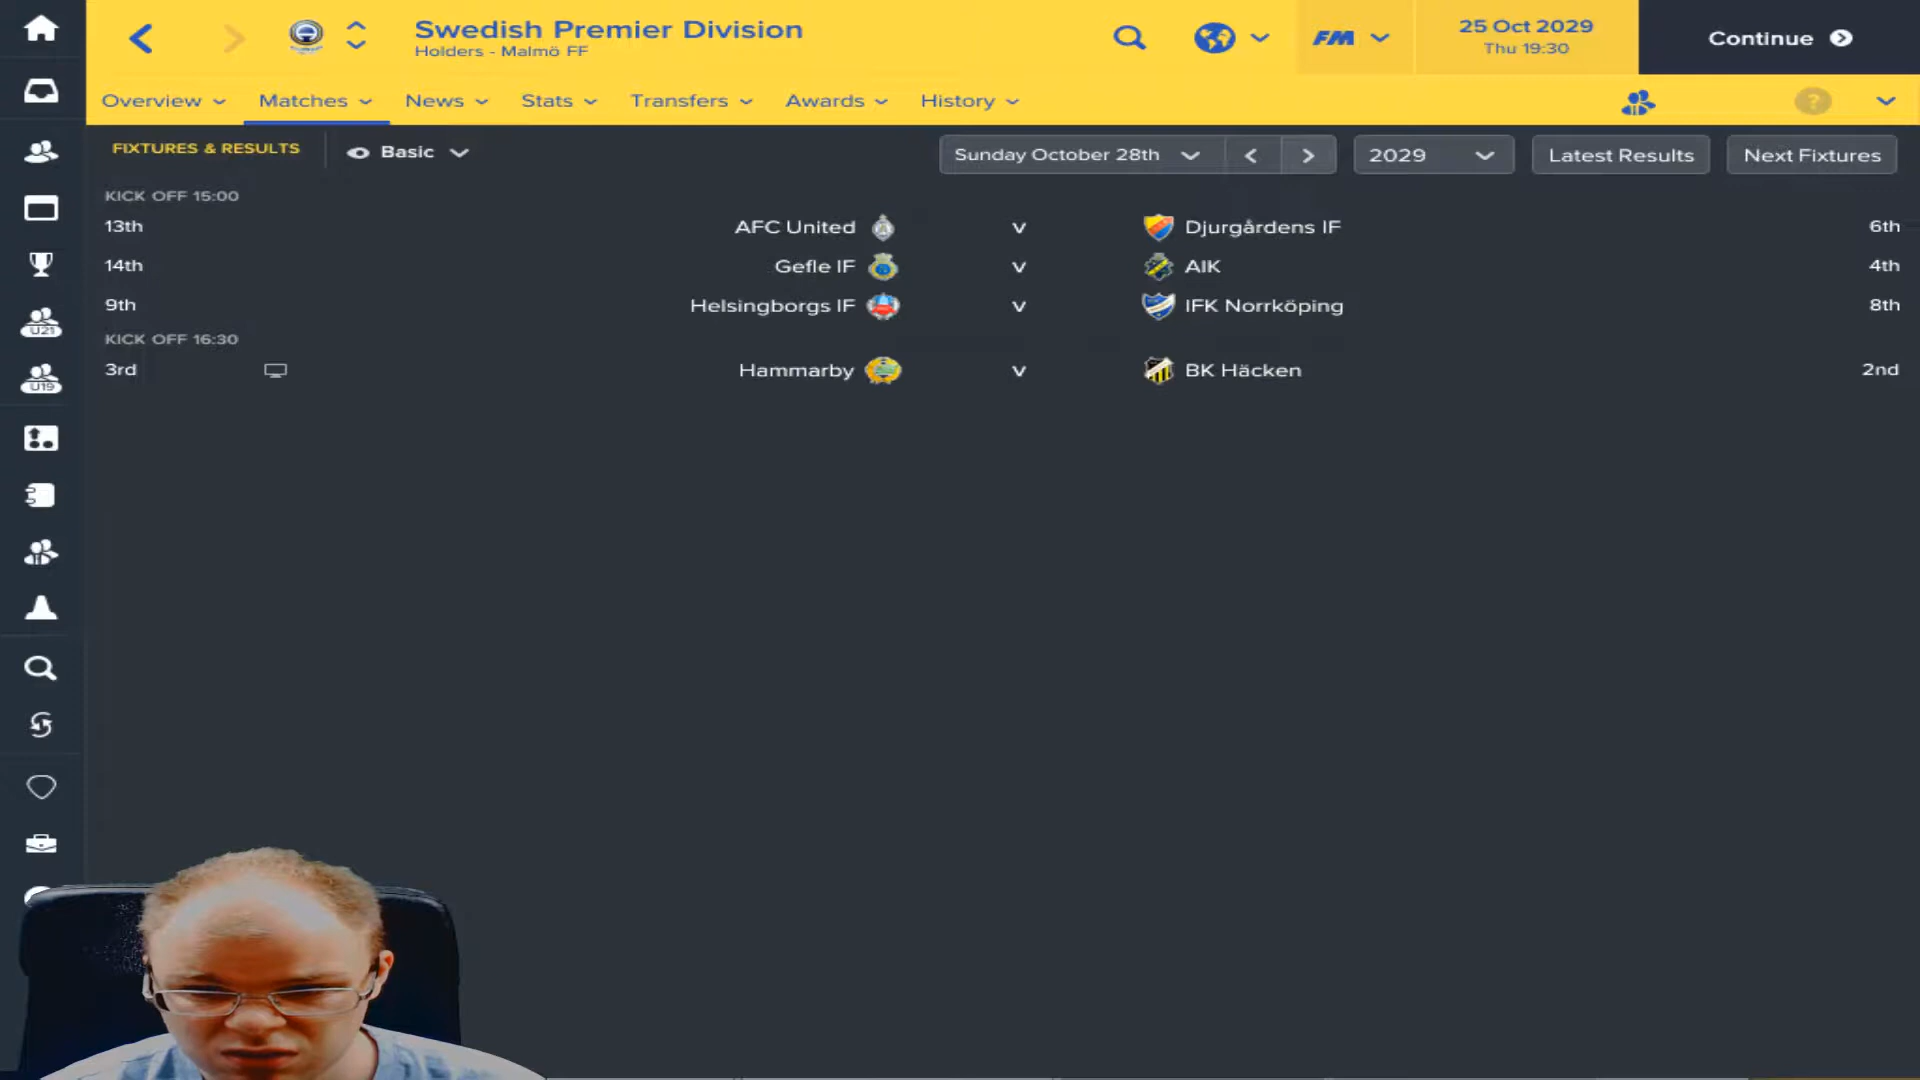 Swedish Premier Division
Holders - Malmö FF
FM
25 Oct 2029
Thu 19:30
Continue
Overview
Matches
News
Stats
Transfers
Awards
History
?
FIXTURES & RESULTS
Basic
Sunday October 28th
2029
Latest Results
Next Fixtures
KICK OFF 15:00
13th AFC United v Djurgårdens IF 6th
14th Gefle IF v AIK 4th
9th Helsingborgs IF v IFK Norrköping 8th
KICK OFF 16:30
3rd Hammarby v BK Häcken 2nd
U21
U19